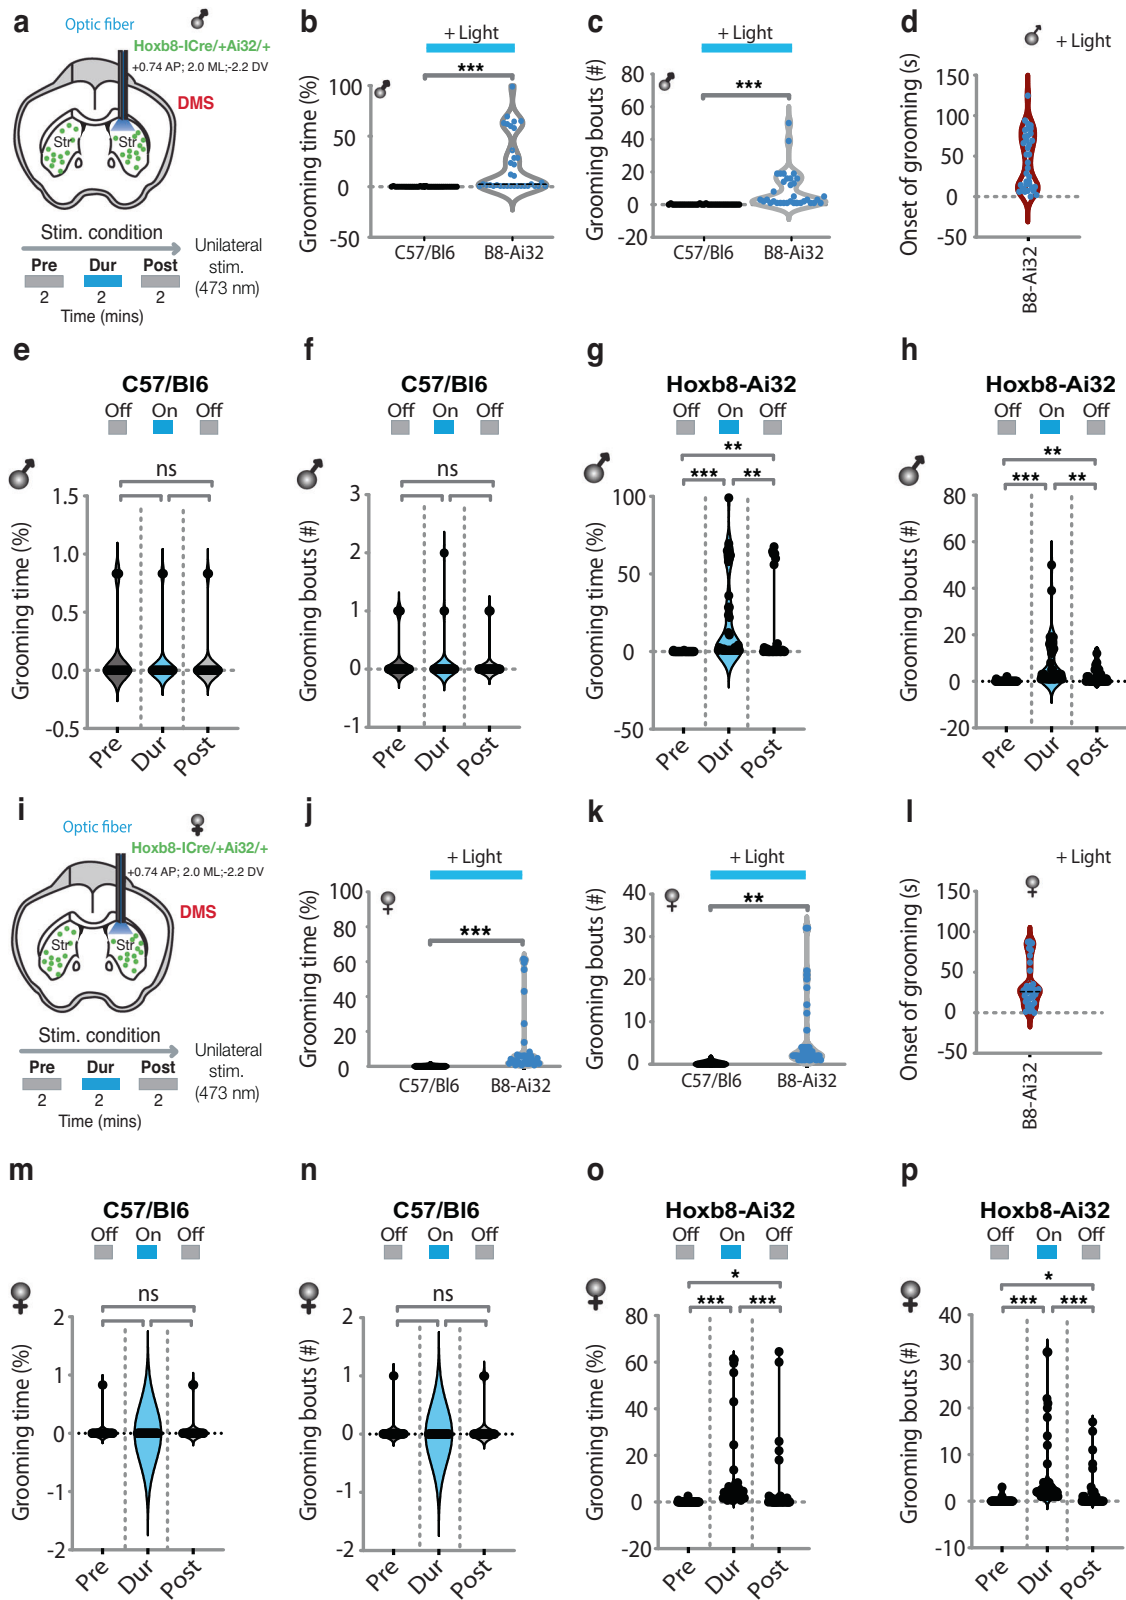 a
Optic fiber
Hoxb8-ICre/+Ai32/+
+0.74 AP; 2.0 ML;-2.2 DV
DMS
Str
Str
Stim. condition
Pre
Dur
Post
2
2
2
Time (mins)
Unilateral
stim.
(473 nm)
b
+ Light
***
Grooming time (%)
100
50
0
-50
C57/Bl6
B8-Ai32
c
+ Light
***
Grooming bouts (#)
80
60
40
20
0
-20
C57/Bl6
B8-Ai32
d
+ Light
Onset of grooming (s)
150
100
50
0
-50
B8-Ai32
e
C57/Bl6
Off On Off
ns
Grooming time (%)
1.5
1.0
0.5
0.0
-0.5
Pre
Dur
Post
f
C57/Bl6
Off On Off
ns
Grooming bouts (#)
3
2
1
0
-1
Pre
Dur
Post
g
Hoxb8-Ai32
Off On Off
**
*** **
Grooming time (%)
100
50
0
-50
Pre
Dur
Post
h
Hoxb8-Ai32
Off On Off
**
*** **
Grooming bouts (#)
80
60
40
20
0
-20
Pre
Dur
Post
i
Optic fiber
Hoxb8-ICre/+Ai32/+
+0.74 AP; 2.0 ML;-2.2 DV
DMS
Str
Str
Stim. condition
Pre
Dur
Post
2
2
2
Time (mins)
Unilateral
stim.
(473 nm)
j
+ Light
***
Grooming time (%)
100
80
60
40
20
0
C57/Bl6
B8-Ai32
k
+ Light
**
Grooming bouts (#)
40
30
20
10
0
C57/Bl6
B8-Ai32
l
+ Light
Onset of grooming (s)
150
100
50
0
-50
B8-Ai32
m
C57/Bl6
Off On Off
ns
Grooming time (%)
2
1
0
-1
-2
Pre
Dur
Post
n
C57/Bl6
Off On Off
ns
Grooming bouts (#)
2
1
0
-1
-2
Pre
Dur
Post
o
Hoxb8-Ai32
Off On Off
*
*** ***
Grooming time (%)
80
60
40
20
0
-20
Pre
Dur
Post
p
Hoxb8-Ai32
Off On Off
*
*** ***
Grooming bouts (#)
40
30
20
10
0
-10
Pre
Dur
Post